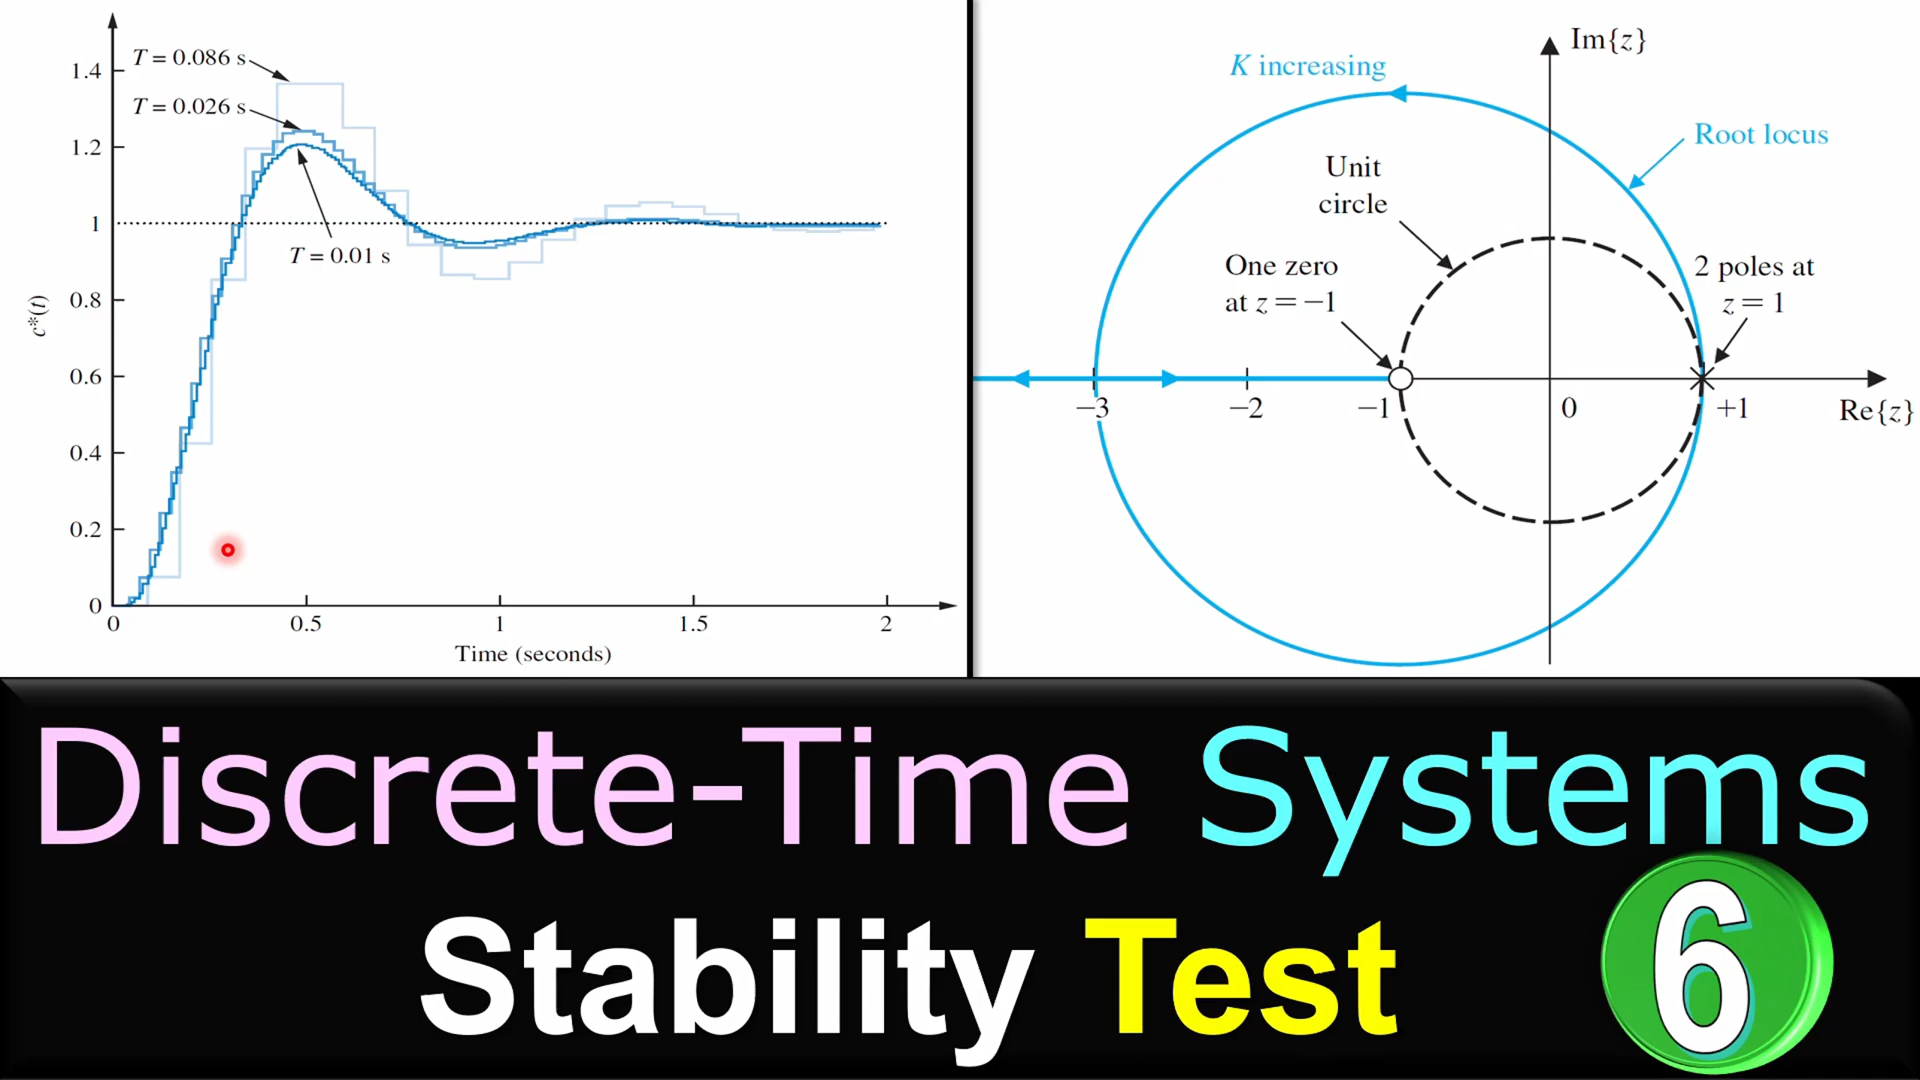 T = 0.086 s
T = 0.026 s
T = 0.01 s
1.4
1.2
1
0.8
0.6
0.4
0.2
0
c*(t)
0
0.5
1
1.5
2
Time (seconds)
Im{z}
K increasing
Root locus
Unit
circle
One zero
at z = −1
2 poles at
z = 1
−3
−2
−1
0
+1
Re{z}
Discrete-Time Systems
Stability Test
6